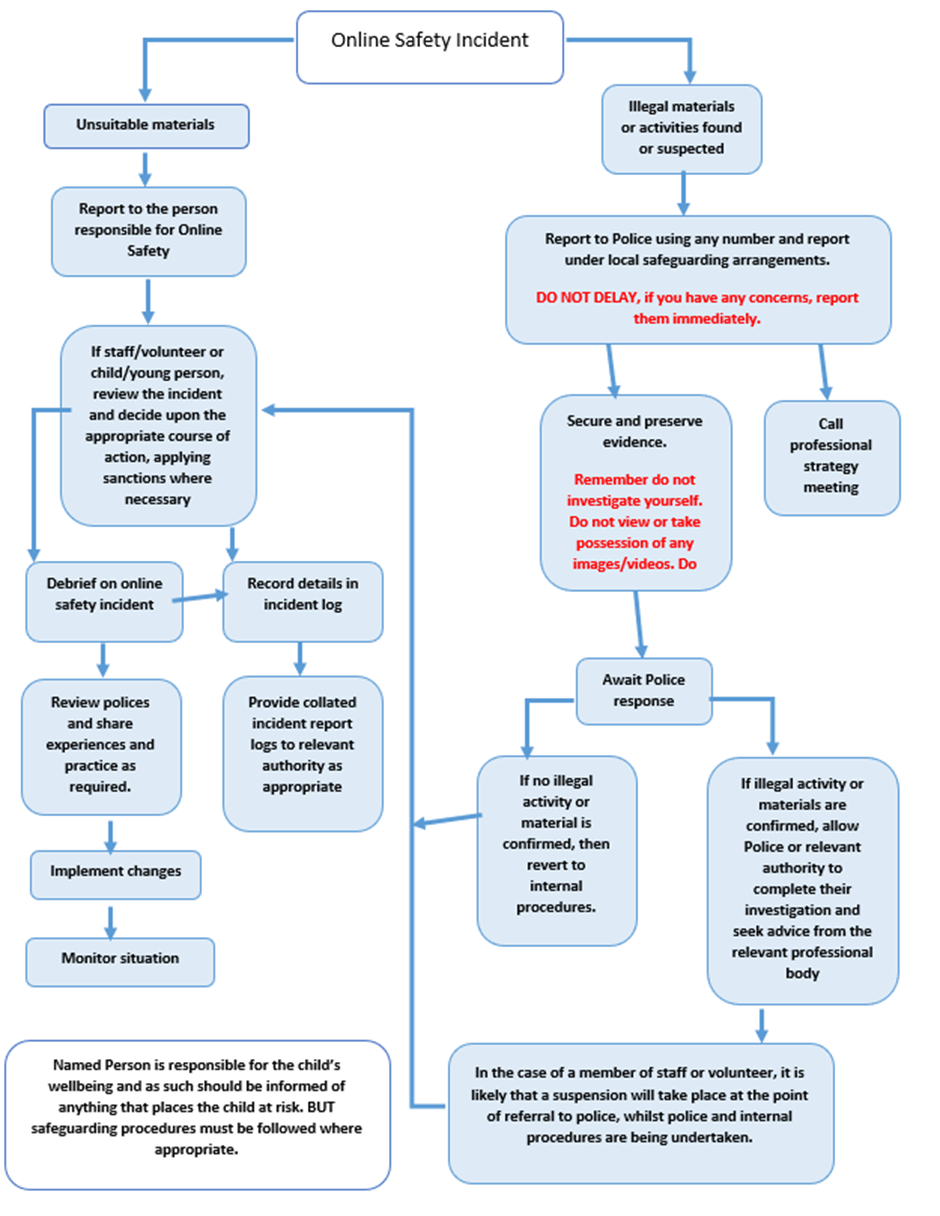 Online Safety Incident
Unsuitable materials
Report to the person
responsible for Online
Safety
If staff/volunteer or
child/young person,
review the incident
and decide upon the
appropriate course of
action, applying
sanctions where
necessary
Debrief on online
safety incident
Record details in
incident log
Review polices
and share
experiences and
practice as
required.
Provide collated
incident report
logs to relevant
authority as
appropriate
Implement changes
Monitor situation
Named Person is responsible for the child's
wellbeing and as such should be informed of
anything that places the child at risk. BUT
safeguarding procedures must be followed where
appropriate.
Illegal materials
or activities found
or suspected
Report to Police using any number and report
under local safeguarding arrangements.
DO NOT DELAY, if you have any concerns, report
them immediately.
Secure and preserve
evidence.
Remember do not
investigate yourself.
Do not view or take
possession of any
images/videos. Do
Call
professional
strategy
meeting
Await Police
response
If no illegal
activity or
material is
confirmed, then
revert to
internal
procedures.
If illegal activity or
materials are
confirmed, allow
Police or relevant
authority to
complete their
investigation and
seek advice from the
relevant professional
body
In the case of a member of staff or volunteer, it is
likely that a suspension will take place at the point
of referral to police, whilst police and internal
procedures are being undertaken.